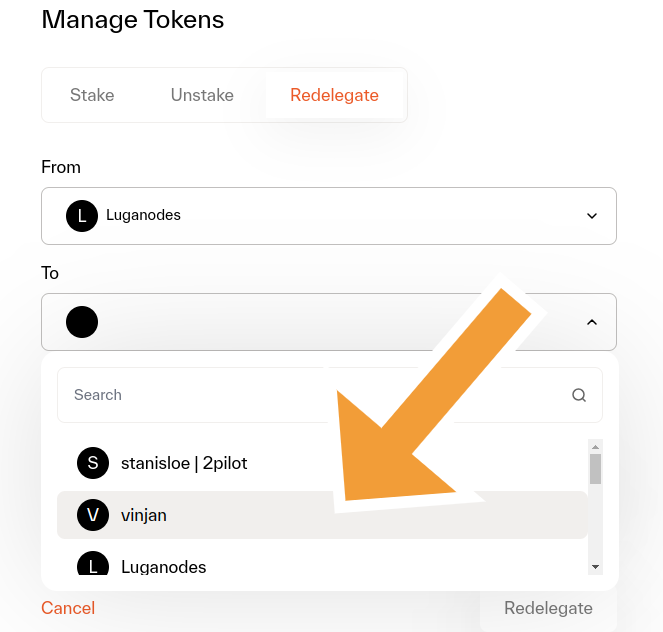 Manage Tokens
Stake Unstake Redelegate
From
L Luganodes
To
Search
S stanisloe | 2pilot
V vinjan
L Luganodes
Cancel Redelegate